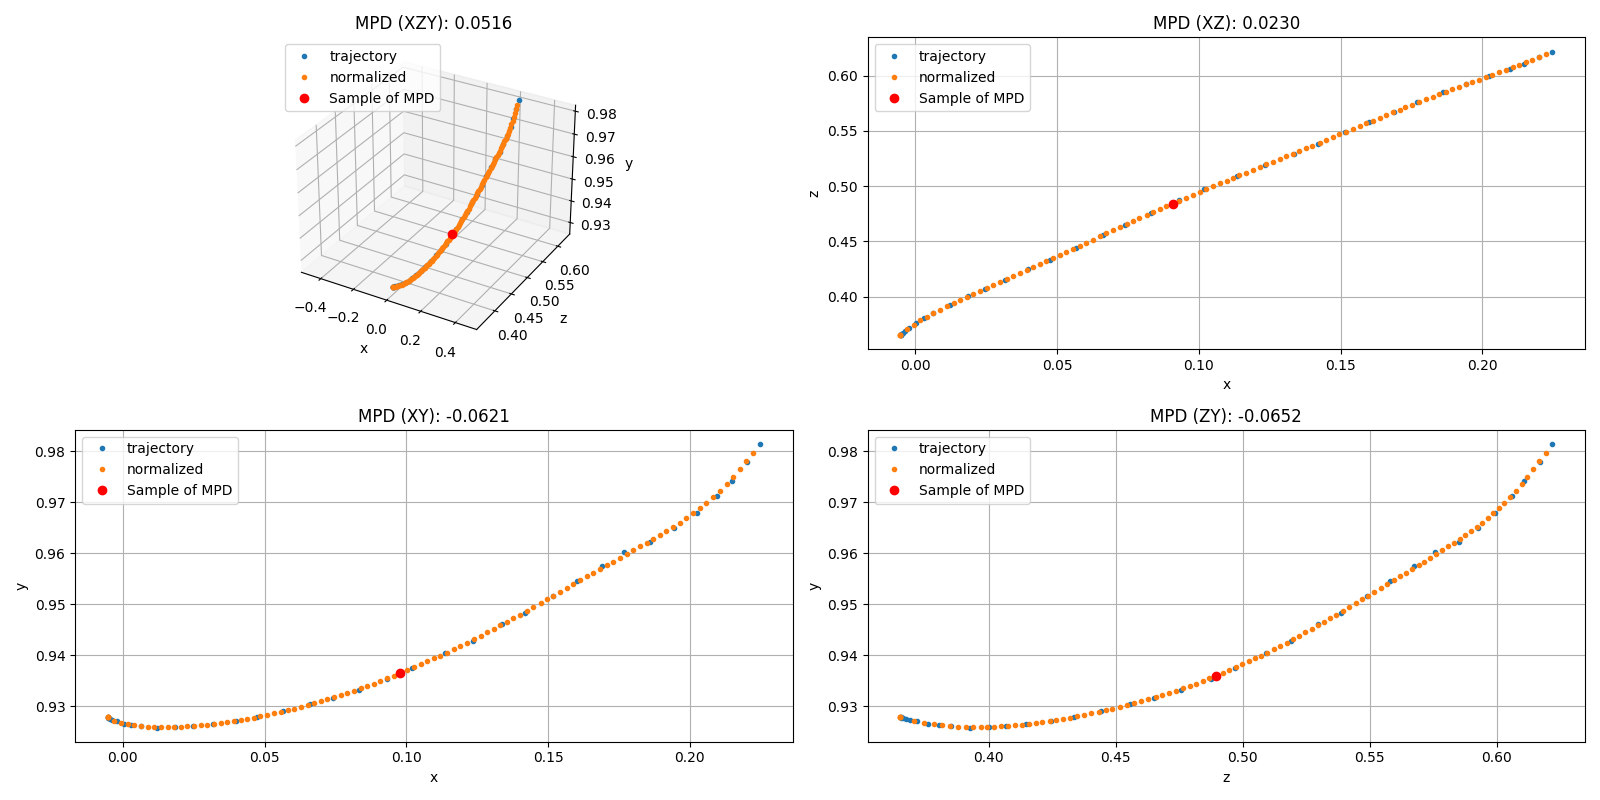 MPD (XZY): 0.0516
trajectory
normalized
Sample of MPD
0.98
0.97
0.96
0.95
0.94
0.93
y
0.60
0.55
0.50
0.45
0.40
z
−0.4
−0.2
0.0
0.2
0.4
x
MPD (XZ): 0.0230
trajectory
normalized
Sample of MPD
0.60
0.55
0.50
0.45
0.40
z
0.00 0.05 0.10 0.15 0.20
x
MPD (XY): -0.0621
trajectory
normalized
Sample of MPD
0.98
0.97
0.96
0.95
0.94
0.93
y
0.00 0.05 0.10 0.15 0.20
x
MPD (ZY): -0.0652
trajectory
normalized
Sample of MPD
0.98
0.97
0.96
0.95
0.94
0.93
y
0.40 0.45 0.50 0.55 0.60
z